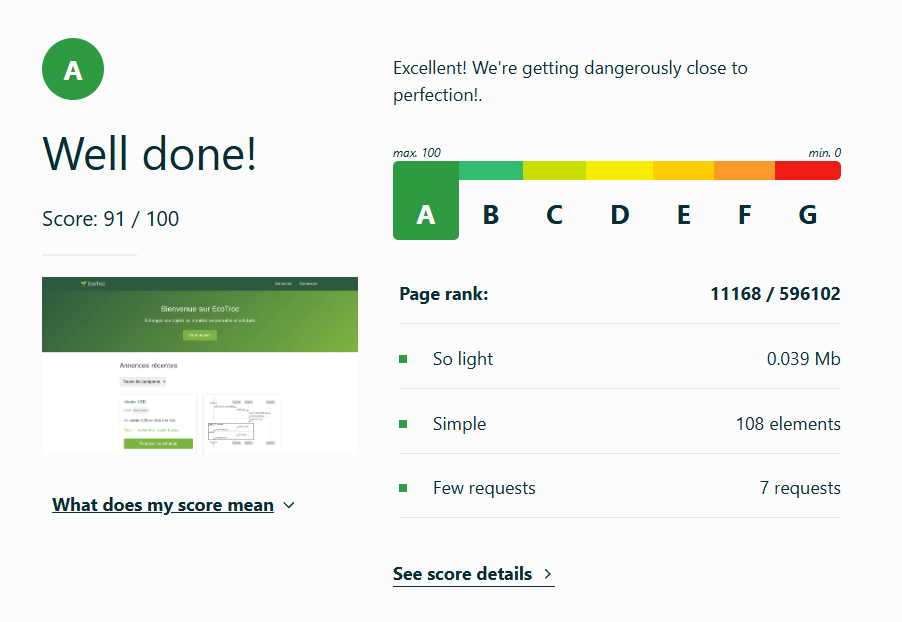 A
Well done!
Score: 91 / 100
EcoTroc
Bienvenue sur EcoTroc
Annonces récentes
Toutes les catégories
What does my score mean
Excellent! We're getting dangerously close to
perfection!.
max. 100
min. 0
A B C D E F G
Page rank: 11168 / 596102
So light 0.039 Mb
Simple 108 elements
Few requests 7 requests
See score details